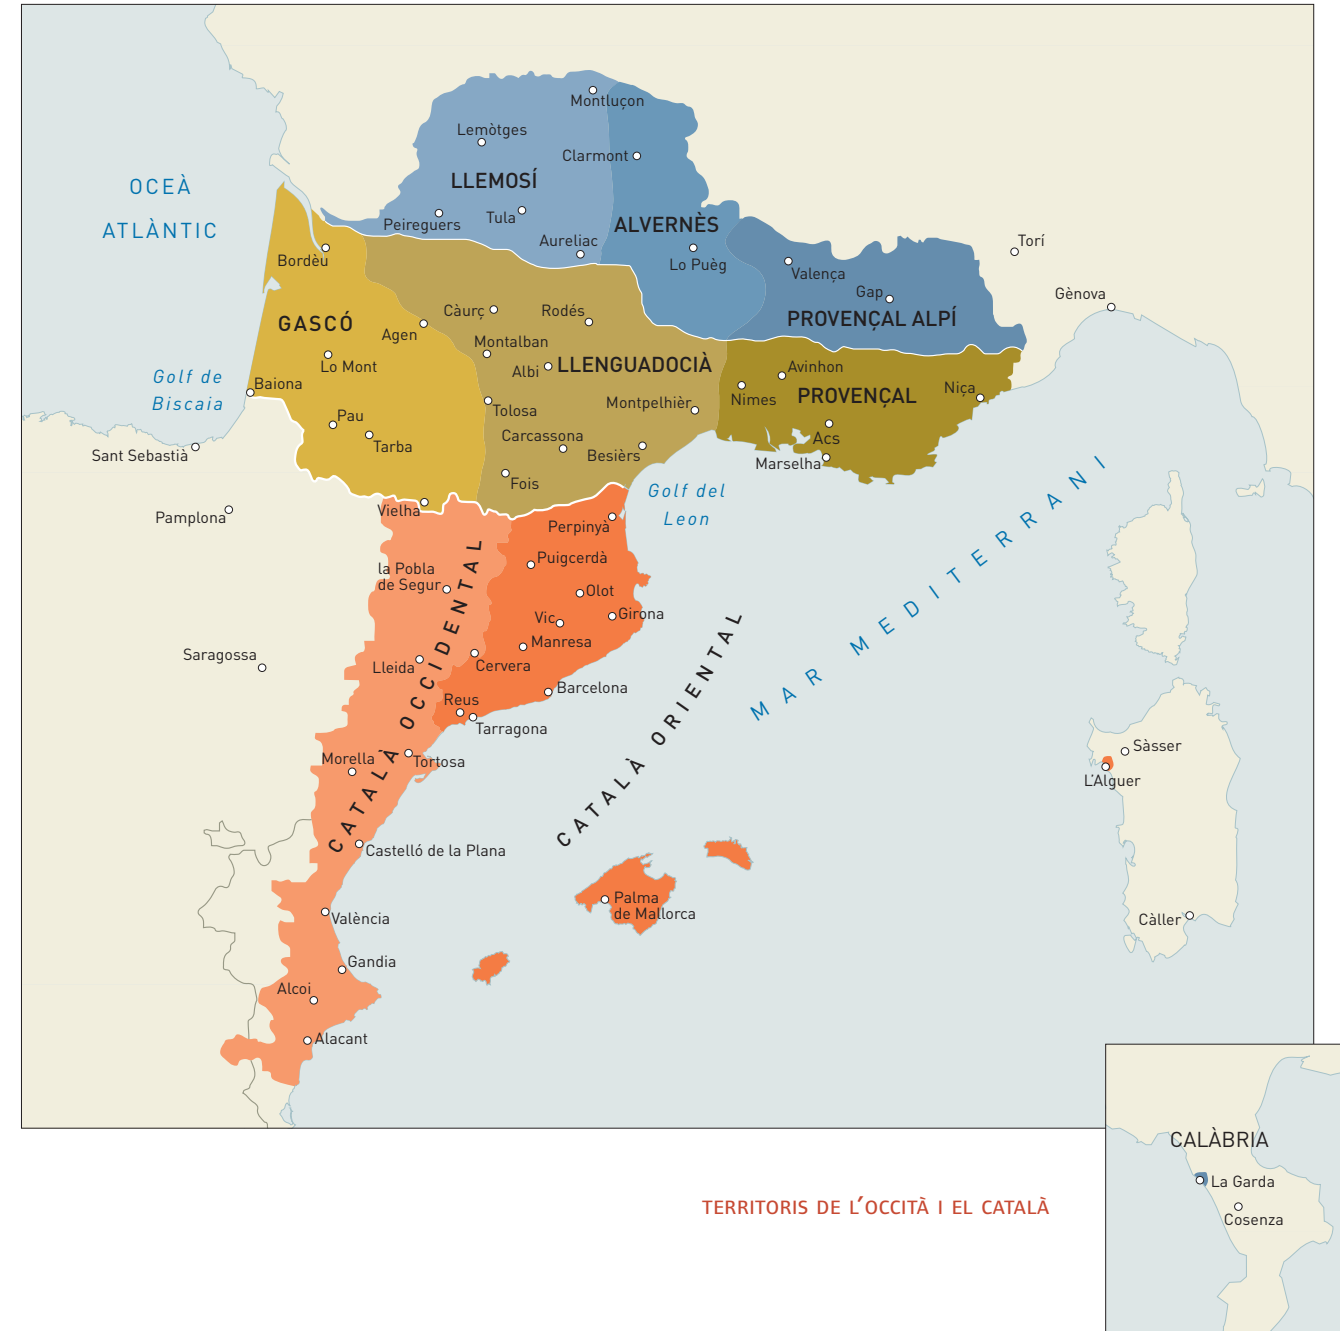 Montluçon
Lemòtges
Clarmont
LLEMOSÍ
OCEÀ
ATLÀNTIC
Peireguers
Tula
ALVERNÈS
Aureliac
Lo Puèg
Bordèu
Valença
Torí
Gap
Gènova
Càurç
Rodés
PROVENÇAL ALPÍ
GASCÓ
Agen
Montalban
Lo Mont
Albi
LLENGUADOCIÀ
Avinhon
Golf de
Biscaia
Baiona
Niça
Nimes
PROVENÇAL
Montpelhièr
Tolosa
Pau
Tarba
Carcassona
Besièrs
Acs
Marselha
Sant Sebastià
Fois
Golf del
Leon
MAR MEDITERRANI
Pamplona
Vielha
Perpinyà
Puigcerdà
la Pobla
de Segur
Olot
Vic
Girona
Manresa
Saragossa
Lleida
Cervera
CATALÀ OCCIDENTAL
CATALÀ ORIENTAL
Barcelona
Reus
Tarragona
Morella
Tortosa
Sàsser
L'Alguer
Castelló de la Plana
Palma
de Mallorca
València
Càller
Gandia
Alcoi
Alacant
CALÀBRIA
La Garda
Cosenza
TERRITORIS DE L'OCCITÀ I EL CATALÀ